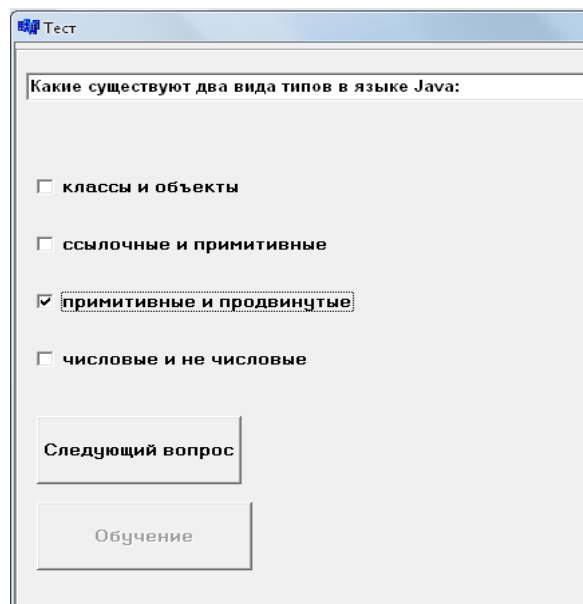 Тест
Какие существуют два вида типов в языке Java:
классы и объекты
ссылочные и примитивные
примитивные и продвинутые
числовые и не числовые
Следующий вопрос
Обучение